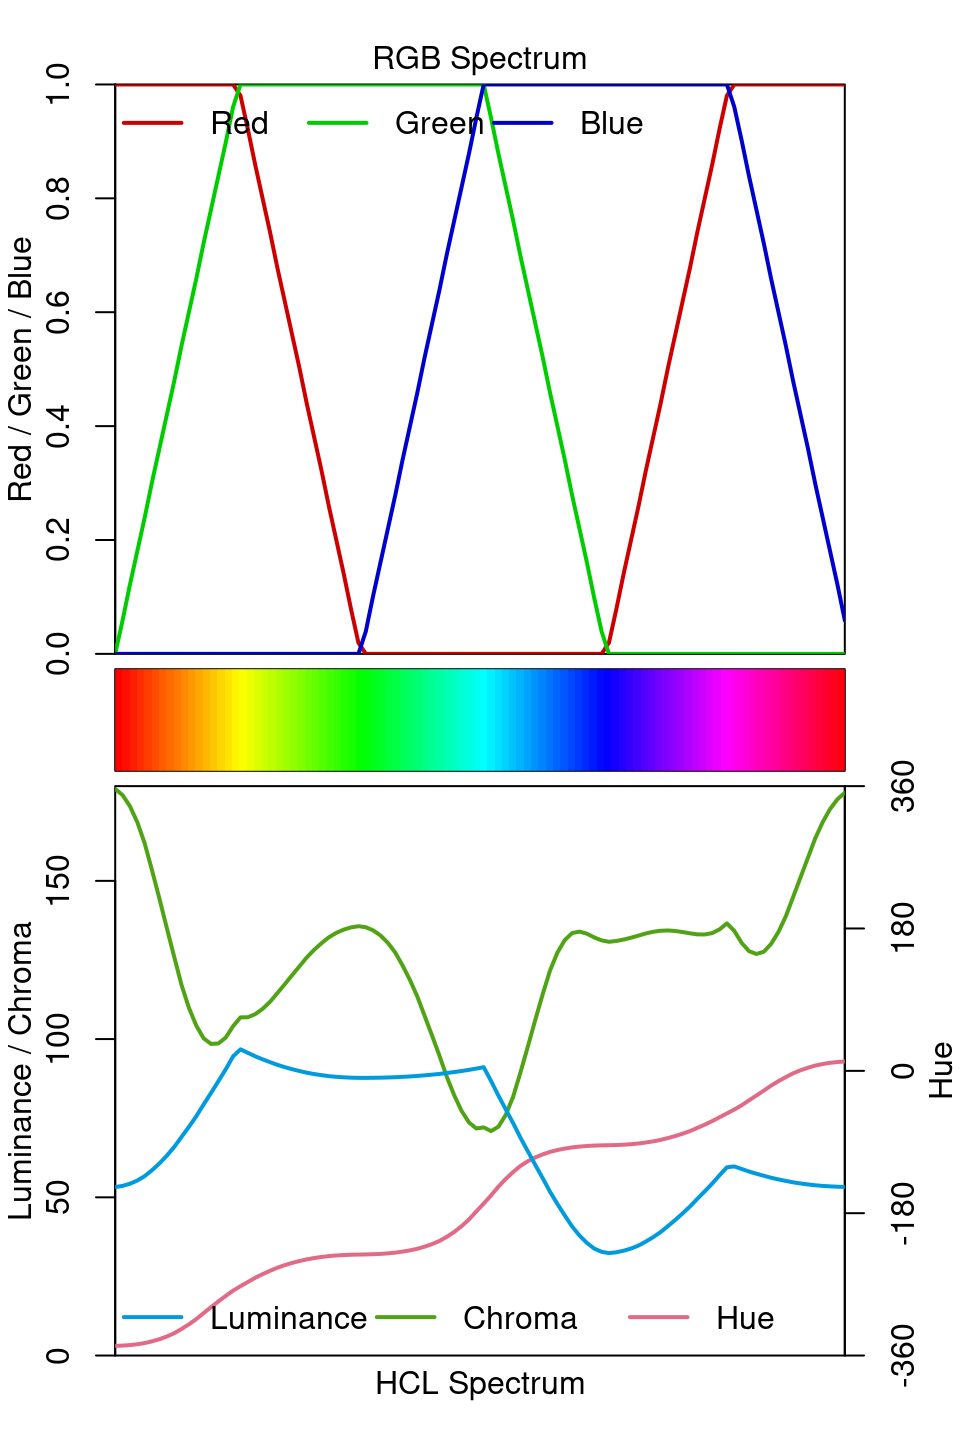 RGB Spectrum
Red / Green / Blue
0.0 0.2 0.4 0.6 0.8 1.0
Red Green Blue
Luminance / Chroma
0 50 100 150
Hue
-360 -180 0 180 360
Luminance Chroma Hue
HCL Spectrum